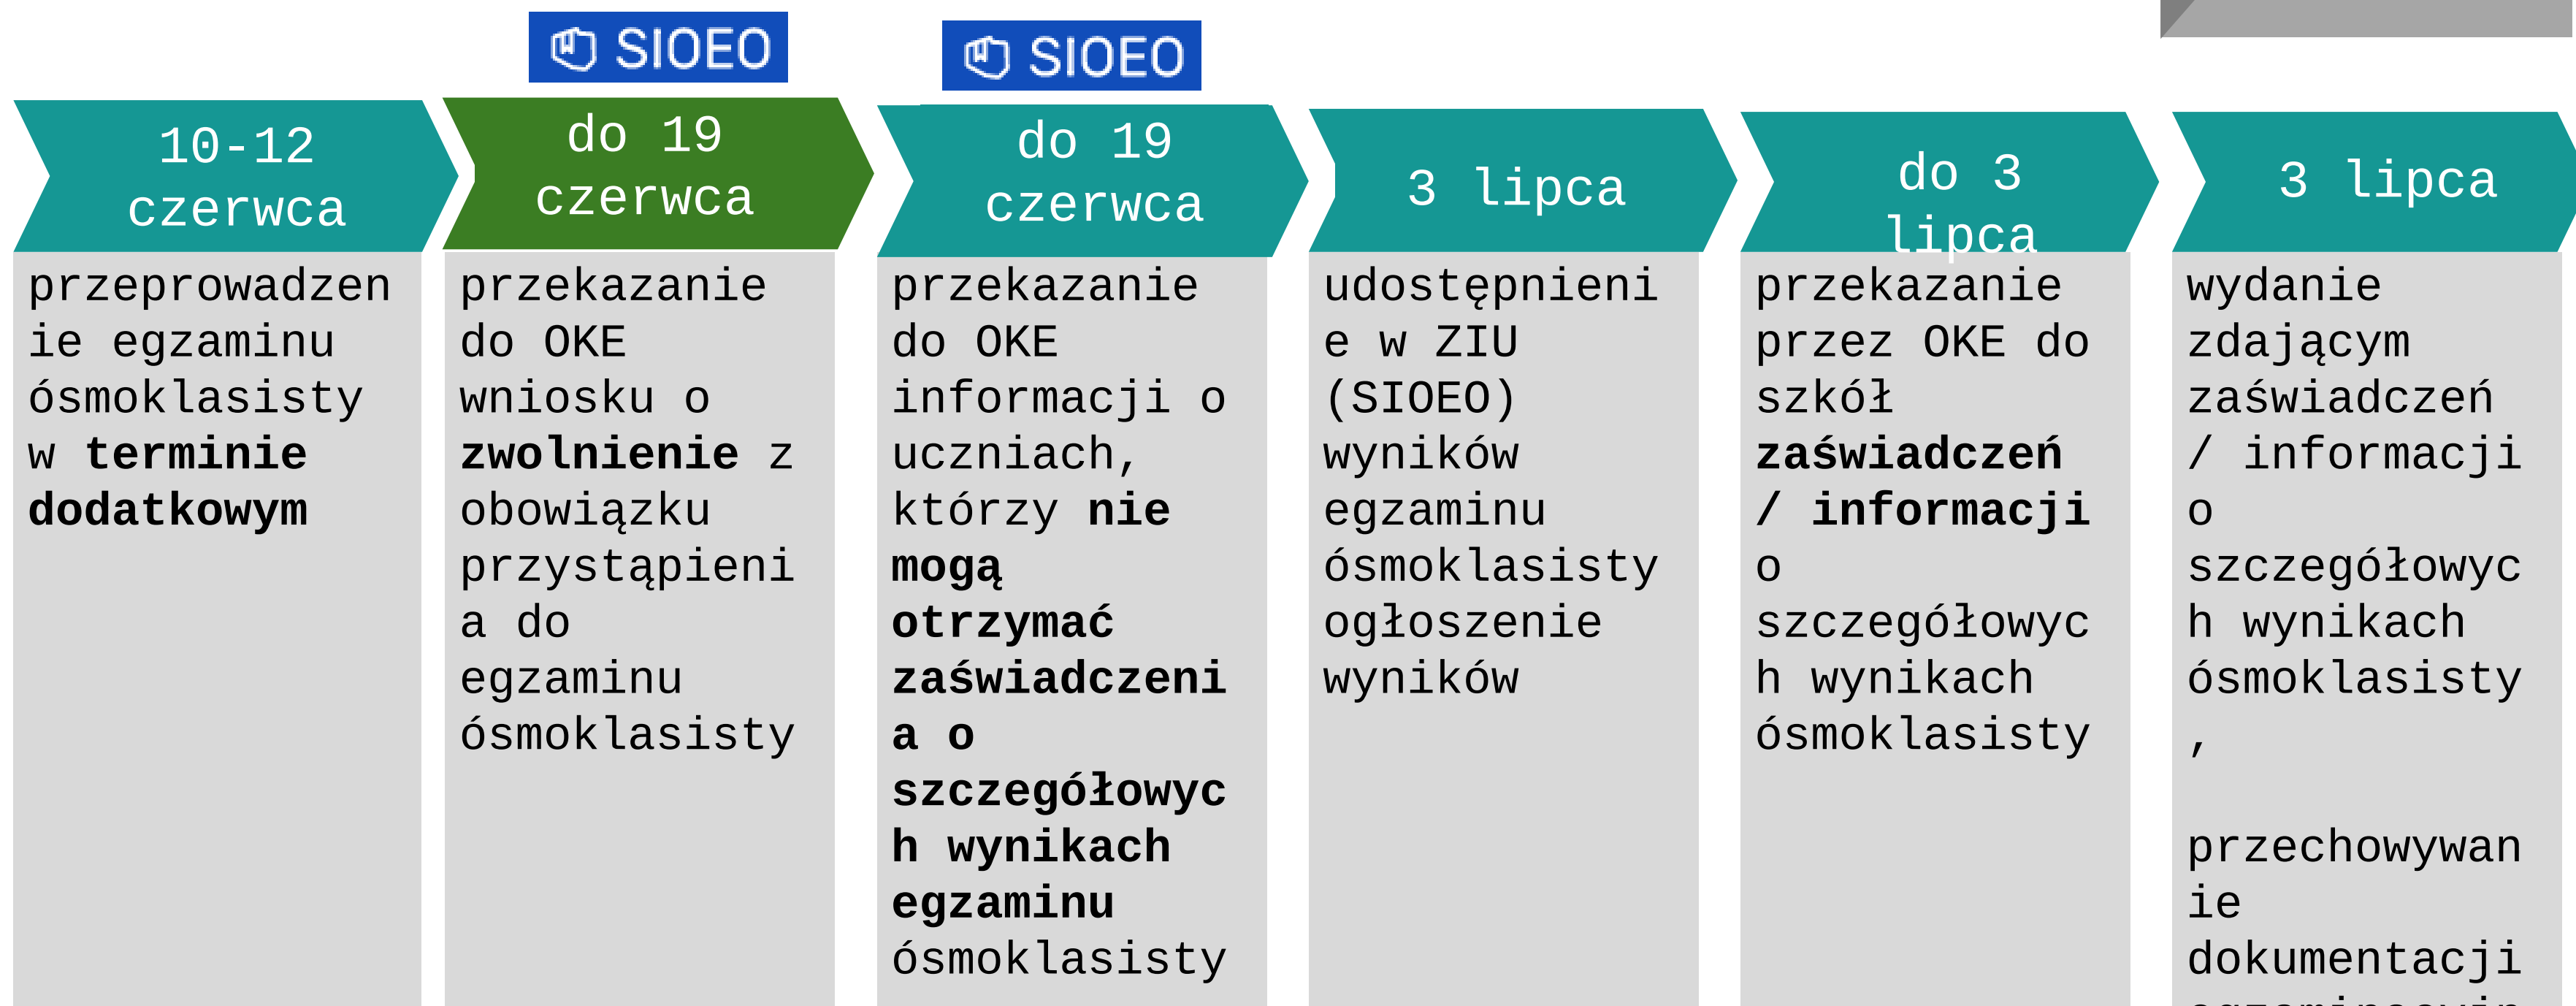 SIOEO
SIOEO
10-12
czerwca
przeprowadzen
ie egzaminu
ósmoklasisty
w terminie
dodatkowym
do 19
czerwca
przekazanie
do OKE
wniosku o
zwolnienie z
obowiązku
przystąpieni
a do
egzaminu
ósmoklasisty
do 19
czerwca
przekazanie
do OKE
informacji o
uczniach,
którzy nie
mogą
otrzymać
zaświadczeni
a o
szczegółowyc
h wynikach
egzaminu
ósmoklasisty
3 lipca
udostępnieni
e w ZIU
(SIOEO)
wyników
egzaminu
ósmoklasisty
ogłoszenie
wyników
do 3
lipca
przekazanie
przez OKE do
szkół
zaświadczeń
/ informacji
o
szczegółowyc
h wynikach
ósmoklasisty
3 lipca
wydanie
zdającym
zaświadczeń
/ informacji
o
szczegółowyc
h wynikach
ósmoklasisty
,
przechowywan
ie
dokumentacji